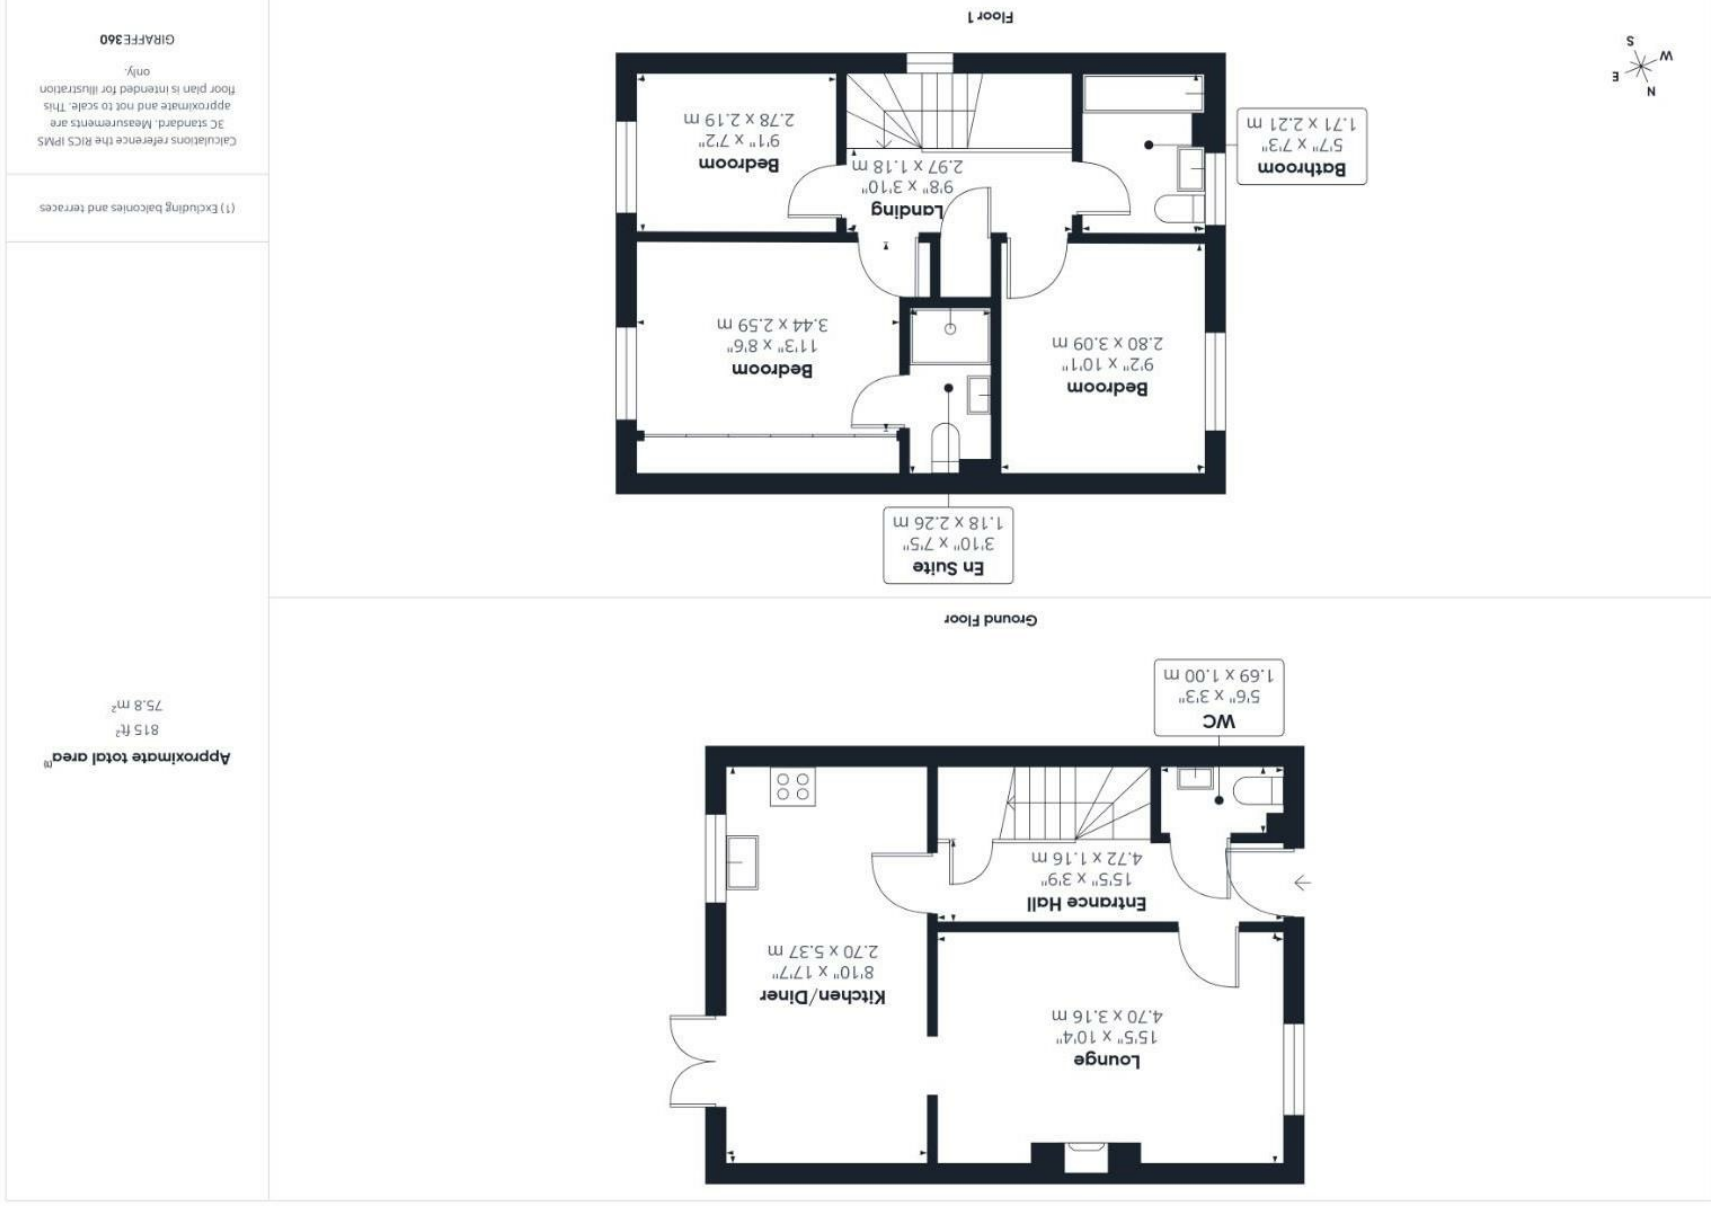 Ground Floor
WC
5'6" x 3'3"
1.69 x 1.00 m
Entrance Hall
15'5" x 3'9"
4.72 x 1.16 m
Kitchen/Diner
8'10" x 17'7"
2.70 x 5.37 m
Lounge
15'5" x 10'4"
4.70 x 3.16 m
Floor 1
En Suite
3'10" x 7'5"
1.18 x 2.26 m
Bedroom
9'2" x 10'1"
2.80 x 3.09 m
Bedroom
11'3" x 8'6"
3.44 x 2.59 m
Landing
9'8" x 3'10"
2.97 x 1.18 m
Bathroom
5'7" x 7'3"
1.71 x 2.21 m
Bedroom
9'1" x 7'2"
2.78 x 2.19 m
N
E
W
S
Approximate total area(1)
815 ft²
75.8 m²
(1) Excluding balconies and terraces
Calculations reference the RICS IPMS
3C standard. Measurements are
approximate and not to scale. This
floor plan is intended for illustration
only.
GIRAFFE360